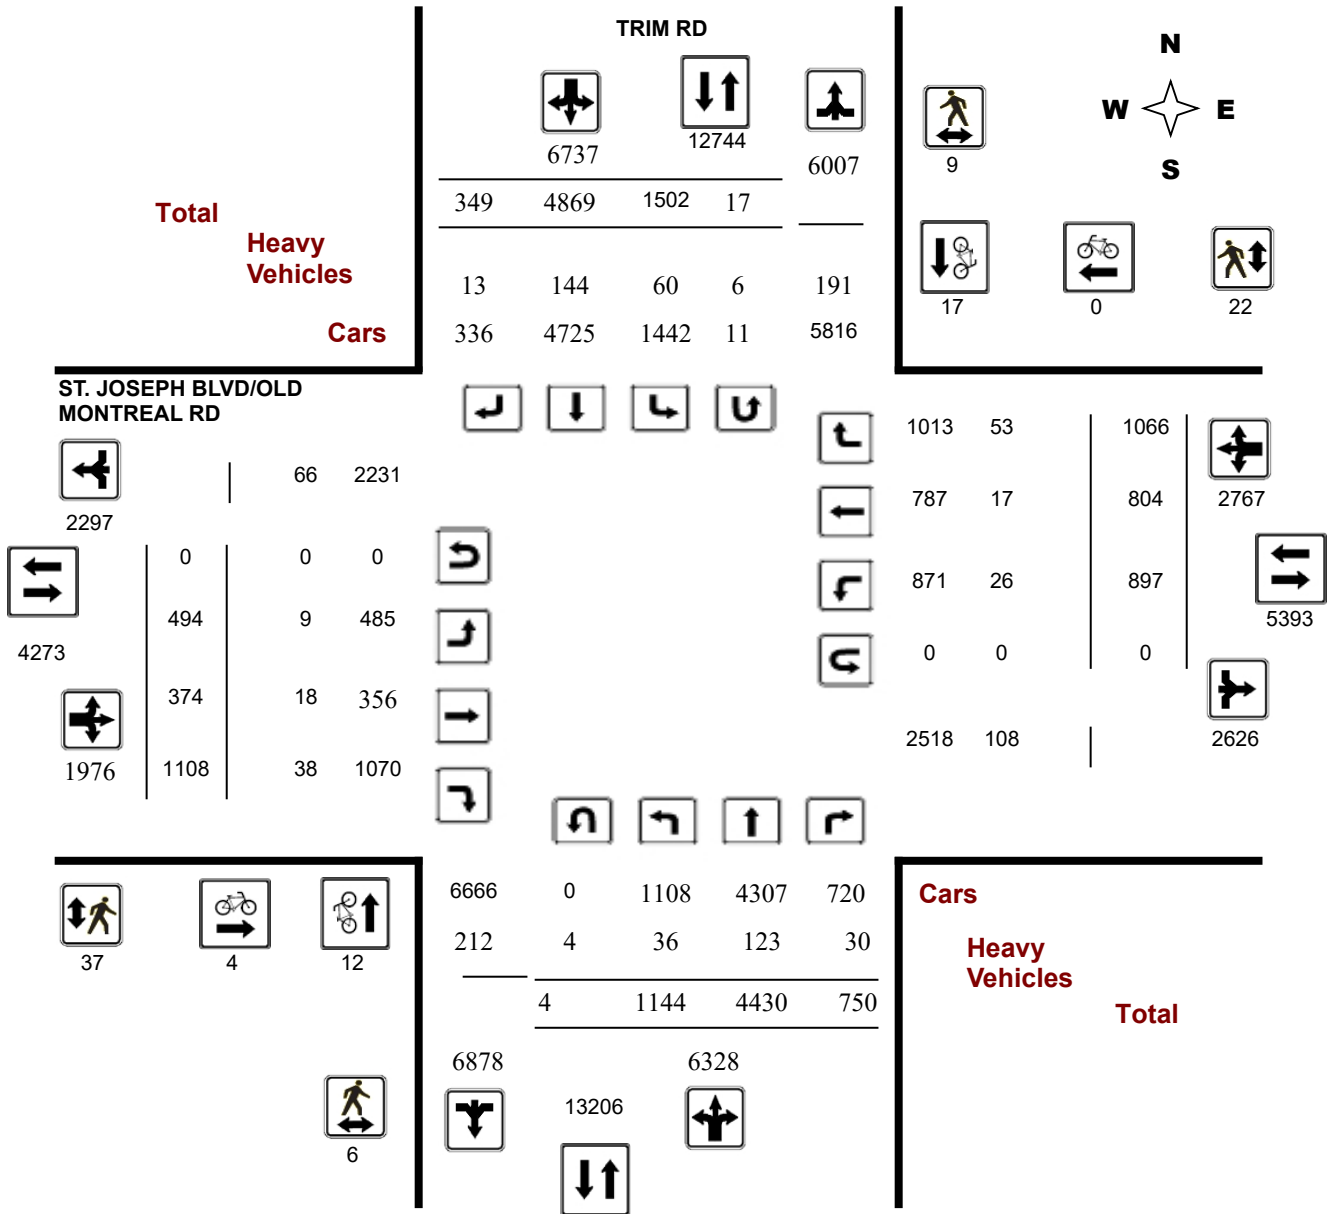 TRIM RD
N
W E
S
6737 12744 6007 9
349 4869 1502 17
Total
Heavy
Vehicles
13 144 60 6 191
17 0 22
Cars
336 4725 1442 11 5816
ST. JOSEPH BLVD/OLD
MONTREAL RD
1013 53 1066
66 2231
2297
787 17 804 2767
0 0 0
871 26 897
494 9 485
5393
4273
0 0 0
374 18 356
2518 108 2626
1976 1108 38 1070
6666 0 1108 4307 720
Cars
212 4 36 123 30
Heavy
Vehicles
37 4 12
4 1144 4430 750
Total
6878 6328
13206
6